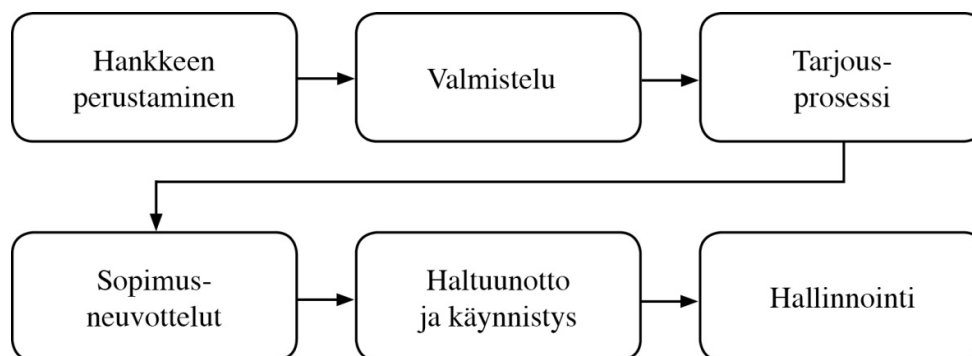 Hankkeen
perustaminen
Valmistelu
Tarjous-
prosessi
Sopimus-
neuvottelut
Haltuunotto
ja käynnistys
Hallinnointi